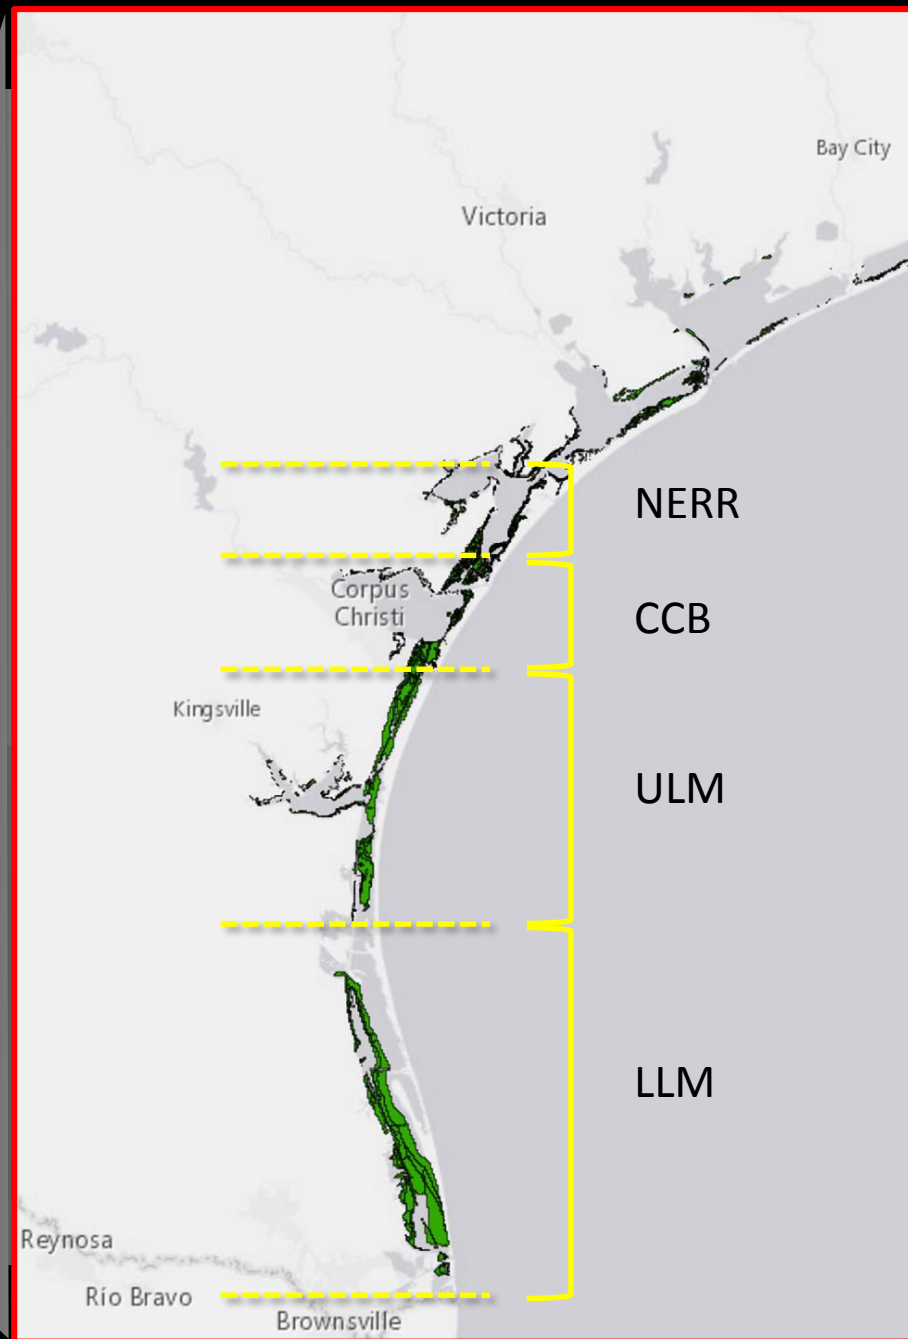 Bay City
Victoria
NERR
Corpus
Christi
CCB
Kingsville
ULM
LLM
Reynosa
Río Bravo
Brownsville